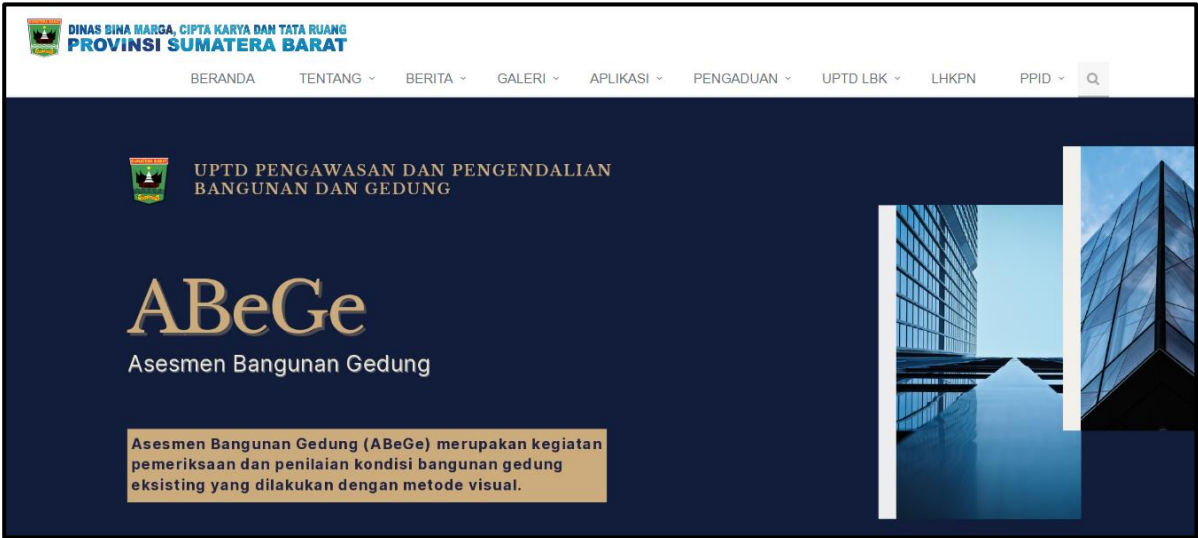 DINAS BINA MARGA, CIPTA KARYA DAN TATA RUANG
PROVINSI SUMATERA BARAT
BERANDA TENTANG BERITA GALERI APLIKASI PENGADUAN UPTD LBK LHKPN PPID
UPTD PENGAWASAN DAN PENGENDALIAN
BANGUNAN DAN GEDUNG
ABeGe
Asesmen Bangunan Gedung
Asesmen Bangunan Gedung (ABeGe) merupakan kegiatan
pemeriksaan dan penilaian kondisi bangunan gedung
eksisting yang dilakukan dengan metode visual.